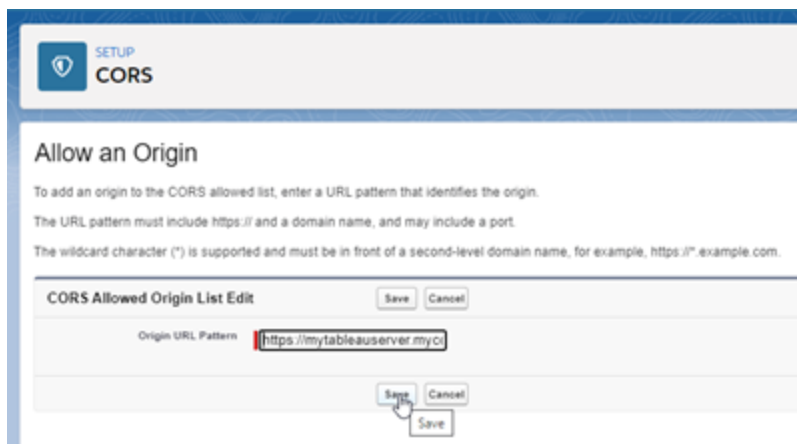 SETUP
CORS
Allow an Origin
To add an origin to the CORS allowed list, enter a URL pattern that identifies the origin.
The URL pattern must include https:// and a domain name, and may include a port.
The wildcard character (*) is supported and must be in front of a second-level domain name, for example, https://*.example.com.
CORS Allowed Origin List Edit Save Cancel
Origin URL Pattern https://mytableauserver.myco
Save Cancel
Save